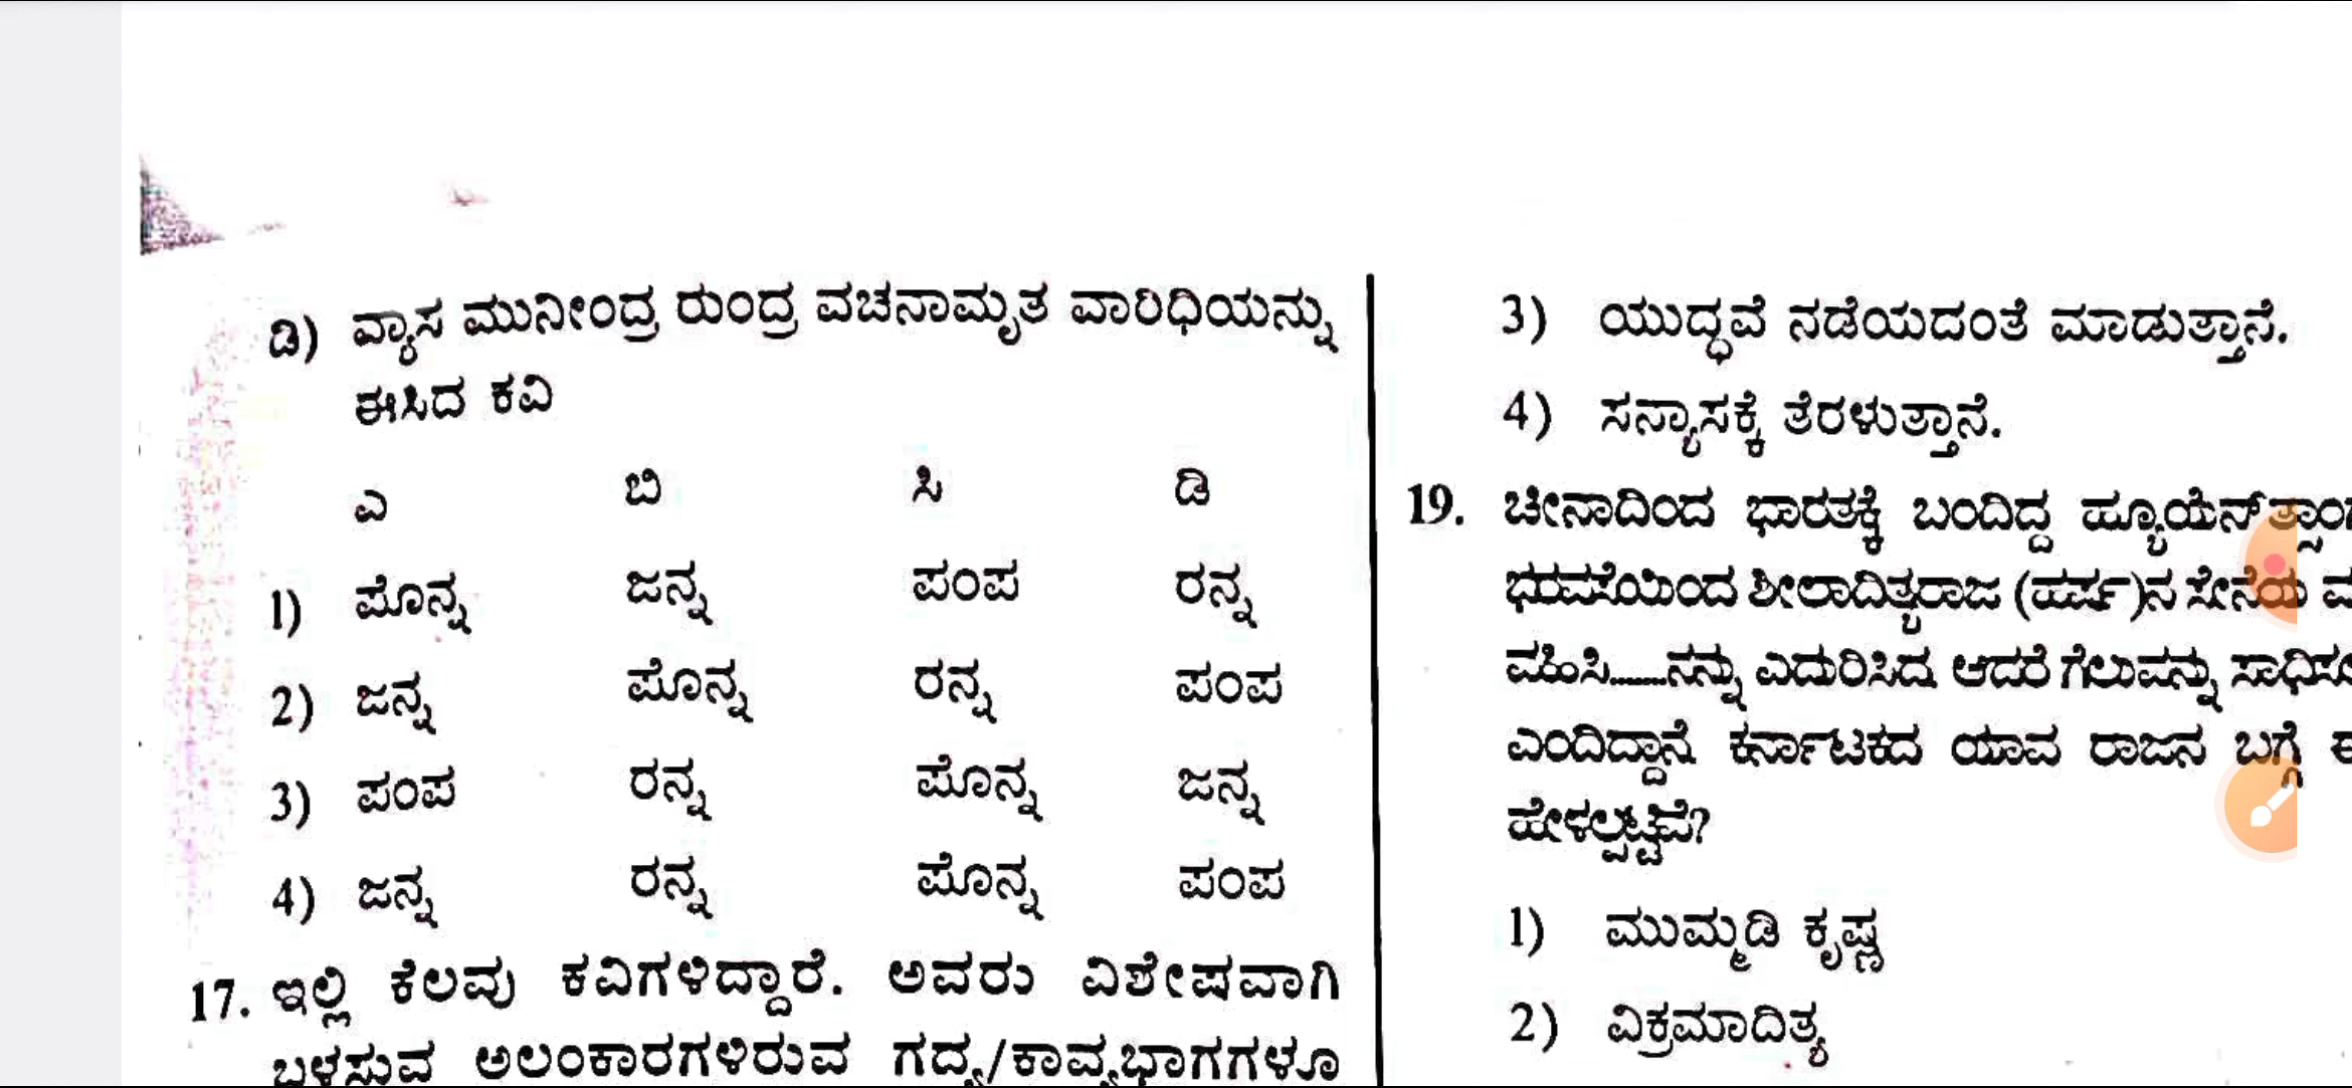 ಡಿ) ವ್ಯಾಸ ಮುನೀಂದ್ರ ರುಂದ್ರ ವಚನಾಮೃತ ವಾರಿಧಿಯನ್ನು
ಈಸಿದ ಕವಿ
ಎ ಬಿ ಸಿ ಡಿ
1) ಪೊನ್ನ ಜನ್ನ ಪಂಪ ರನ್ನ
2) ಜನ್ನ ಪೊನ್ನ ರನ್ನ ಪಂಪ
3) ಪಂಪ ರನ್ನ ಪೊನ್ನ ಜನ್ನ
4) ಜನ್ನ ರನ್ನ ಪೊನ್ನ ಪಂಪ
17. ಇಲ್ಲಿ ಕೆಲವು ಕವಿಗಳಿದ್ದಾರೆ. ಅವರು ವಿಶೇಷವಾಗಿ
ಬಳಸುವ ಅಲಂಕಾರಗಳಿರುವ ಗದ್ಯ/ಕಾವ್ಯಭಾಗಗಳೂ
3) ಯುದ್ಧವೆ ನಡೆಯದಂತೆ ಮಾಡುತ್ತಾನೆ.
4) ಸನ್ಯಾಸಕ್ಕೆ ತೆರಳುತ್ತಾನೆ.
19. ಚೀನಾದಿಂದ ಭಾರತಕ್ಕೆ ಬಂದಿದ್ದ ಹ್ಯೂಯೆನ್‌ತ್ಸಾಂಗ
ಭರವಸೆಯಿಂದ ಶೀಲಾದಿತ್ಯರಾಜ (ಹರ್ಷ)ನ ಸೇನೆಯ
ವಹಿಸಿ......ನನ್ನು ಎದುರಿಸಿದ ಆದರೆ ಗೆಲುವನ್ನು
ಎಂದಿದ್ದಾನೆ ಕರ್ನಾಟಕದ ಯಾವ ರಾಜನ ಬಗ್ಗೆ
ಹೇಳಲ್ಪಟ್ಟಿವೆ?
1) ಮುಮ್ಮಡಿ ಕೃಷ್ಣ
2) ವಿಕ್ರಮಾದಿತ್ಯ